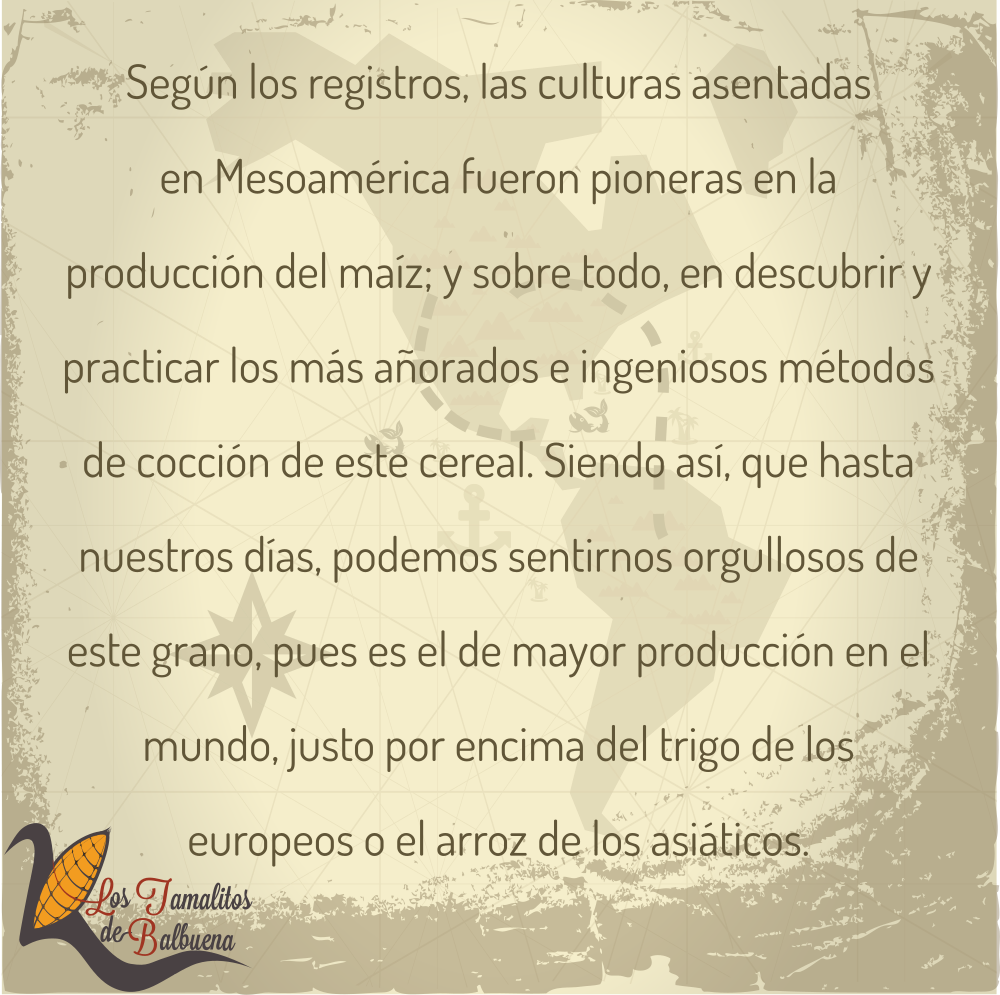 Según los registros, las culturas asentadas
en Mesoamérica fueron pioneras en la
producción del maíz; y sobre todo, en descubrir y
practicar los más añorados e ingeniosos métodos
de cocción de este cereal. Siendo así, que hasta
nuestros días, podemos sentirnos orgullosos de
este grano, pues es el de mayor producción en el
mundo, justo por encima del trigo de los
europeos o el arroz de los asiáticos.
Los Tamalitos
de Balbuena